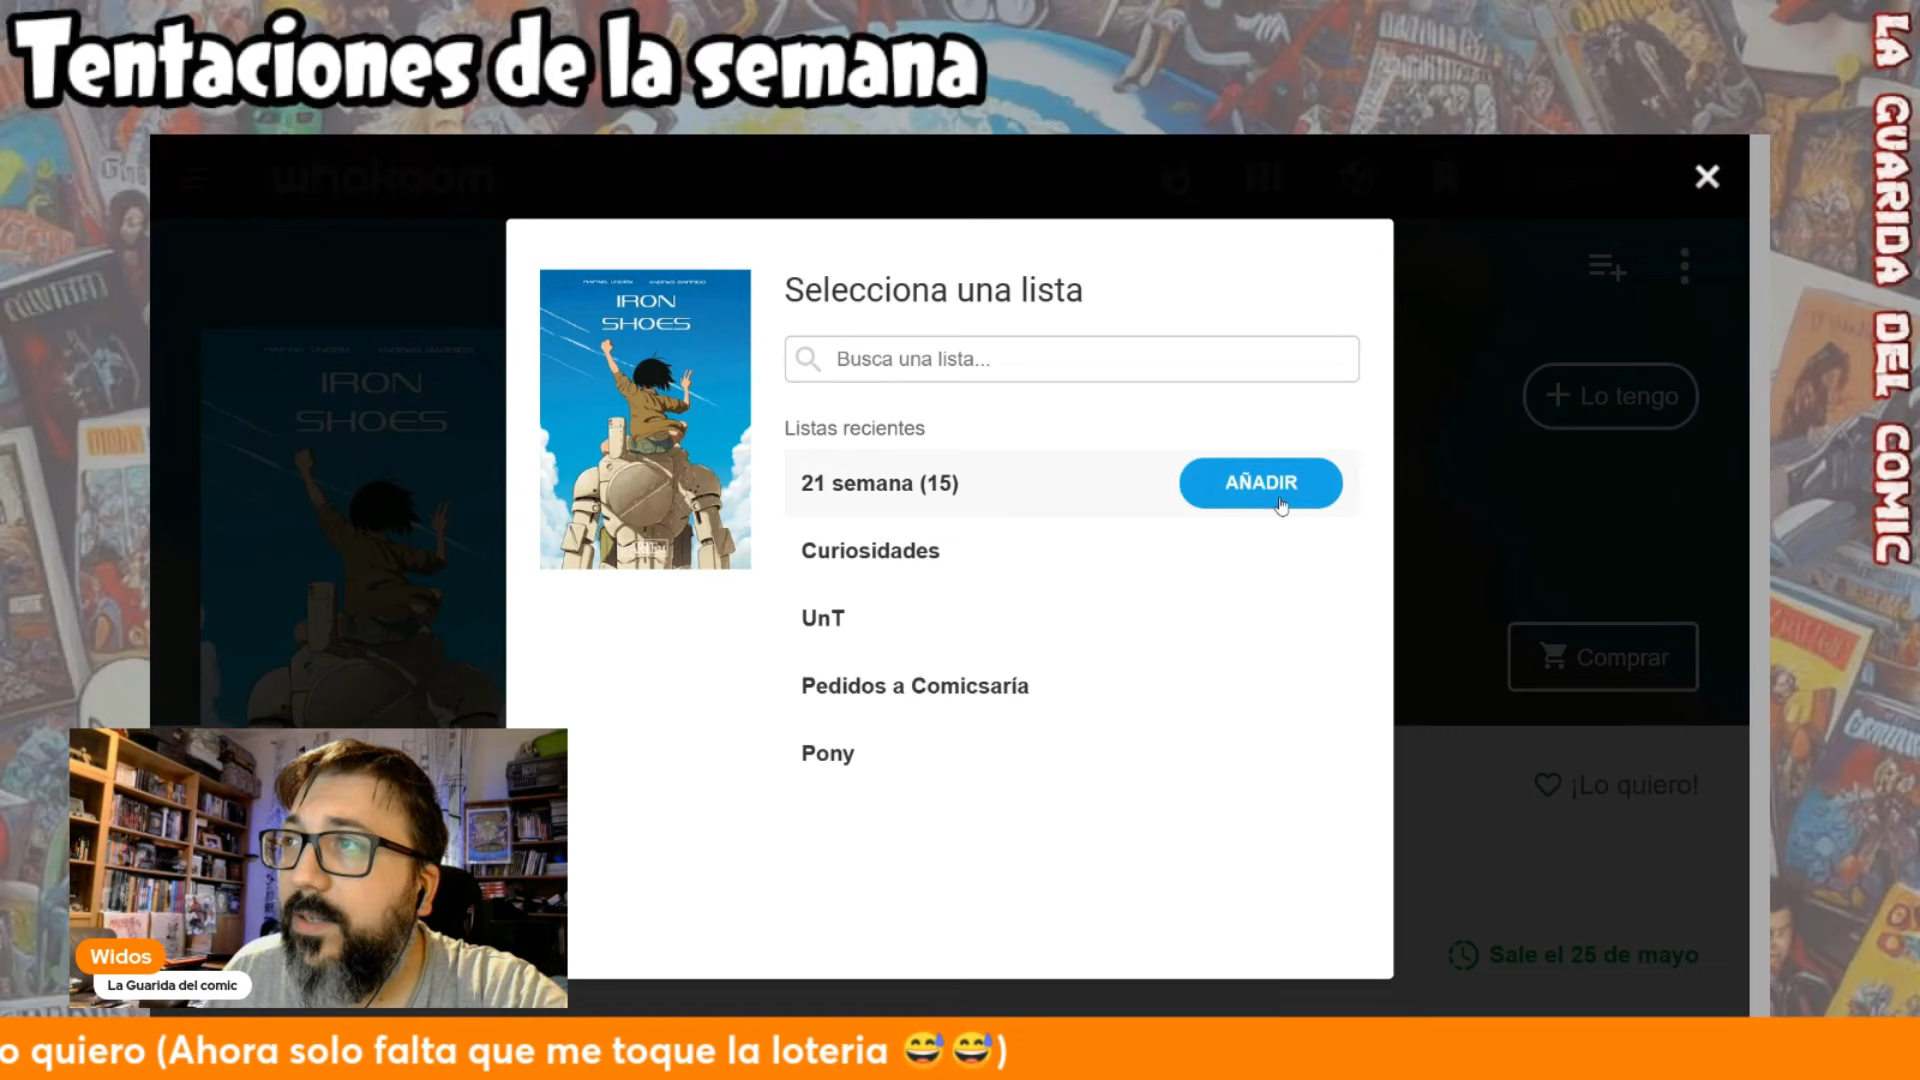 Tentaciones de la semana
LA GUARIDA DEL COMIC
whakoom
IRON
SHOES
Selecciona una lista
Busca una lista...
Listas recientes
21 semana (15)
AÑADIR
Curiosidades
UnT
Pedidos a Comicsaría
Pony
IRON
SHOES
Lo tengo
Comprar
¡Lo quiero!
Sale el 25 de mayo
Widos
La Guarida del comic
o quiero (Ahora solo falta que me toque la loteria 😅😅)